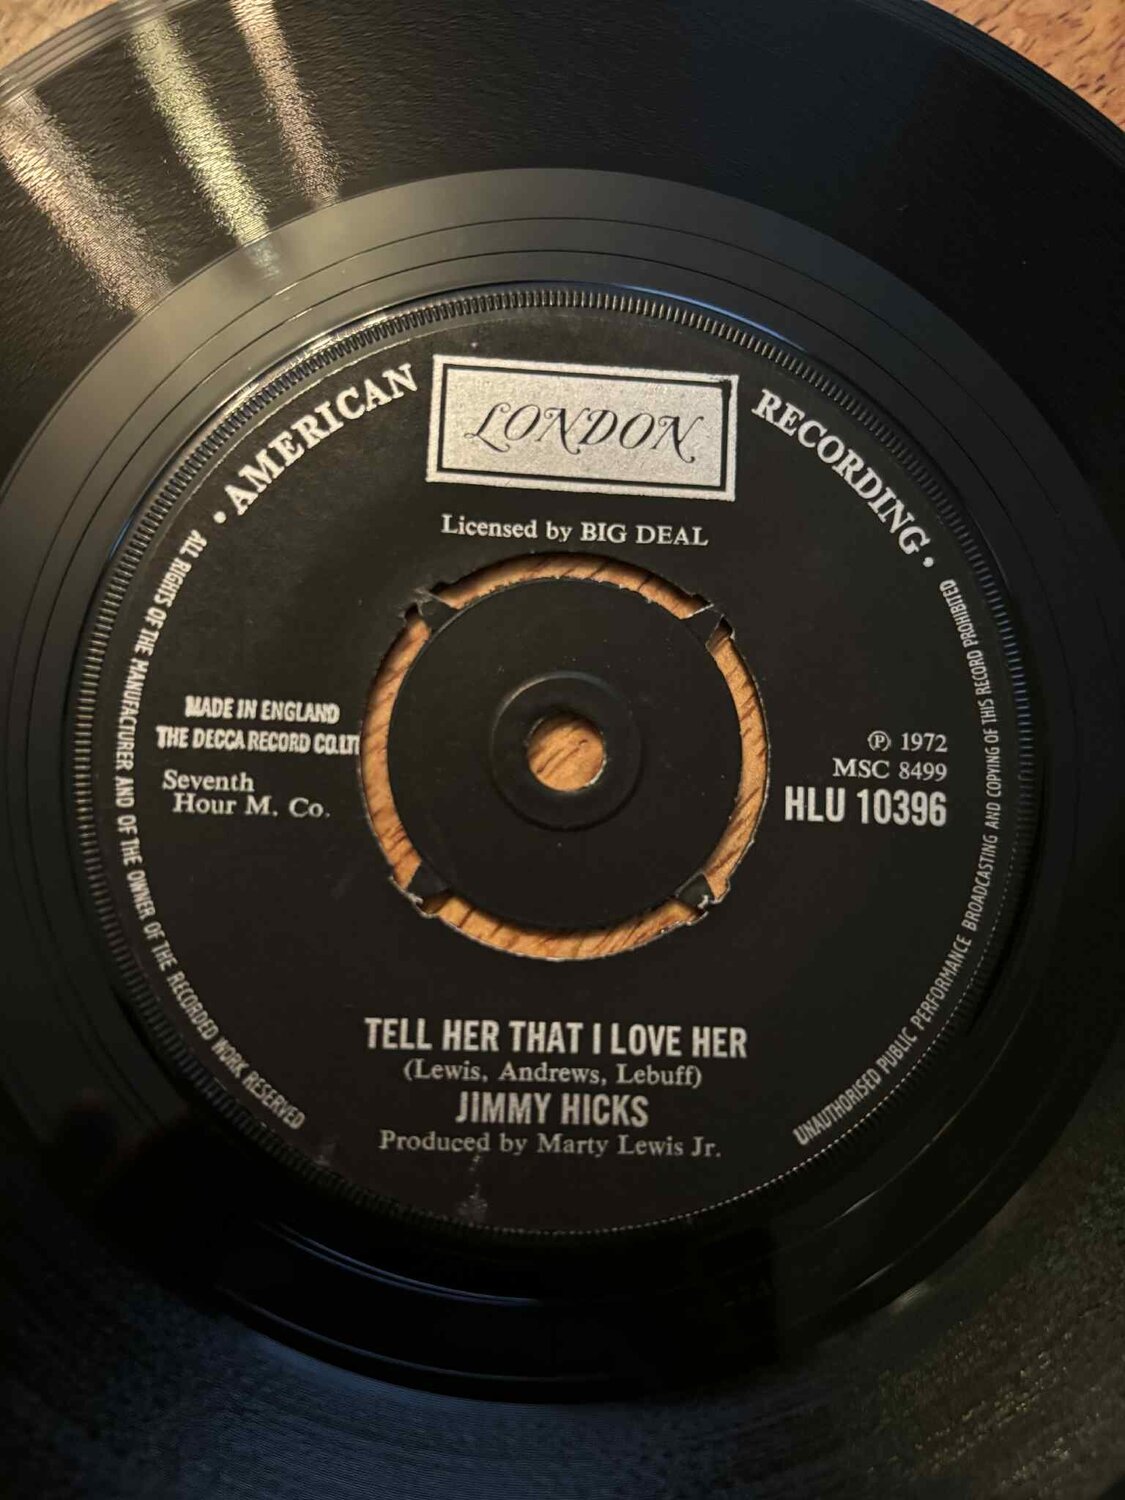 · AMERICAN
LONDON
RECORDING ·
Licensed by BIG DEAL
MADE IN ENGLAND
THE DECCA RECORD CO. LT
Seventh
Hour M. Co.
℗ 1972
MSC 8499
HLU 10396
TELL HER THAT I LOVE HER
(Lewis, Andrews, Lebuff)
JIMMY HICKS
Produced by Marty Lewis Jr.
ALL RIGHTS OF THE MANUFACTURER AND OF THE OWNER OF THE RECORDED WORK RESERVED
UNAUTHORISED PUBLIC PERFORMANCE BROADCASTING AND COPYING OF THIS RECORD PROHIBITED